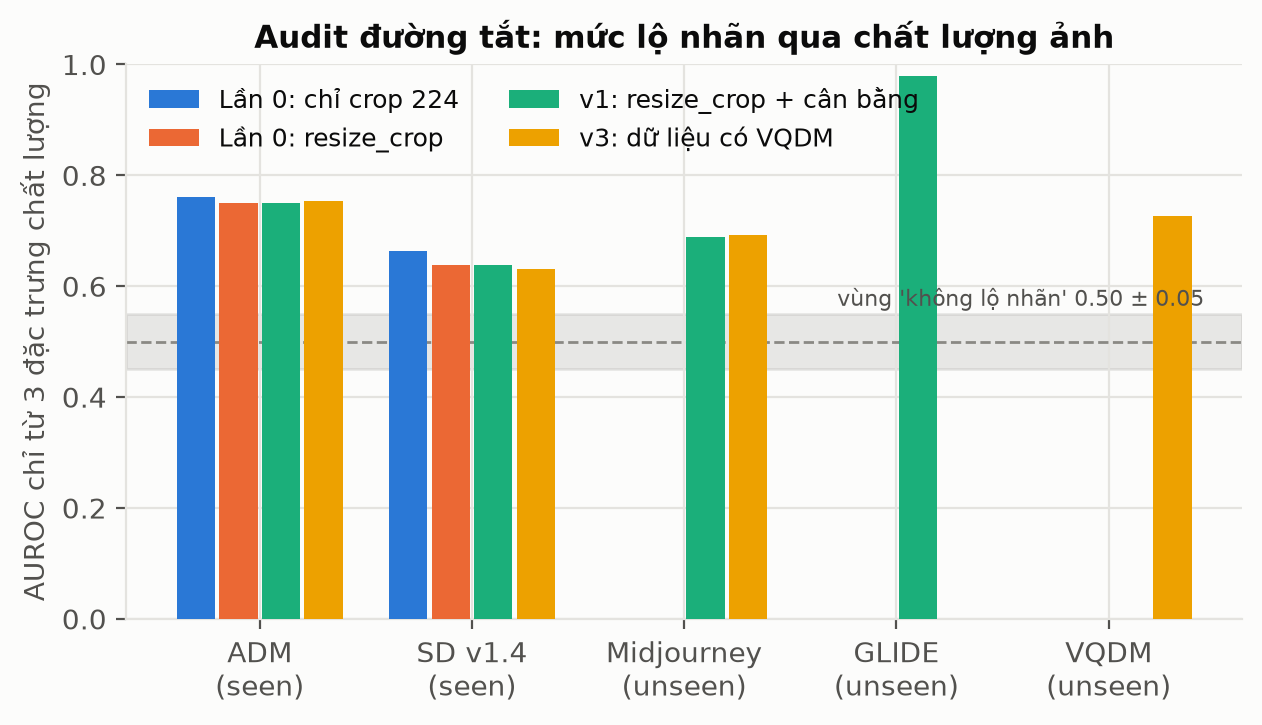 Audit đường tắt: mức lộ nhãn qua chất lượng ảnh
AUROC chỉ từ 3 đặc trưng chất lượng
1.0
0.8
0.6
0.4
0.2
0.0
Lần 0: chỉ crop 224
Lần 0: resize_crop
v1: resize_crop + cân bằng
v3: dữ liệu có VQDM
vùng 'không lộ nhãn' 0.50 ± 0.05
ADM
(seen)
SD v1.4
(seen)
Midjourney
(unseen)
GLIDE
(unseen)
VQDM
(unseen)